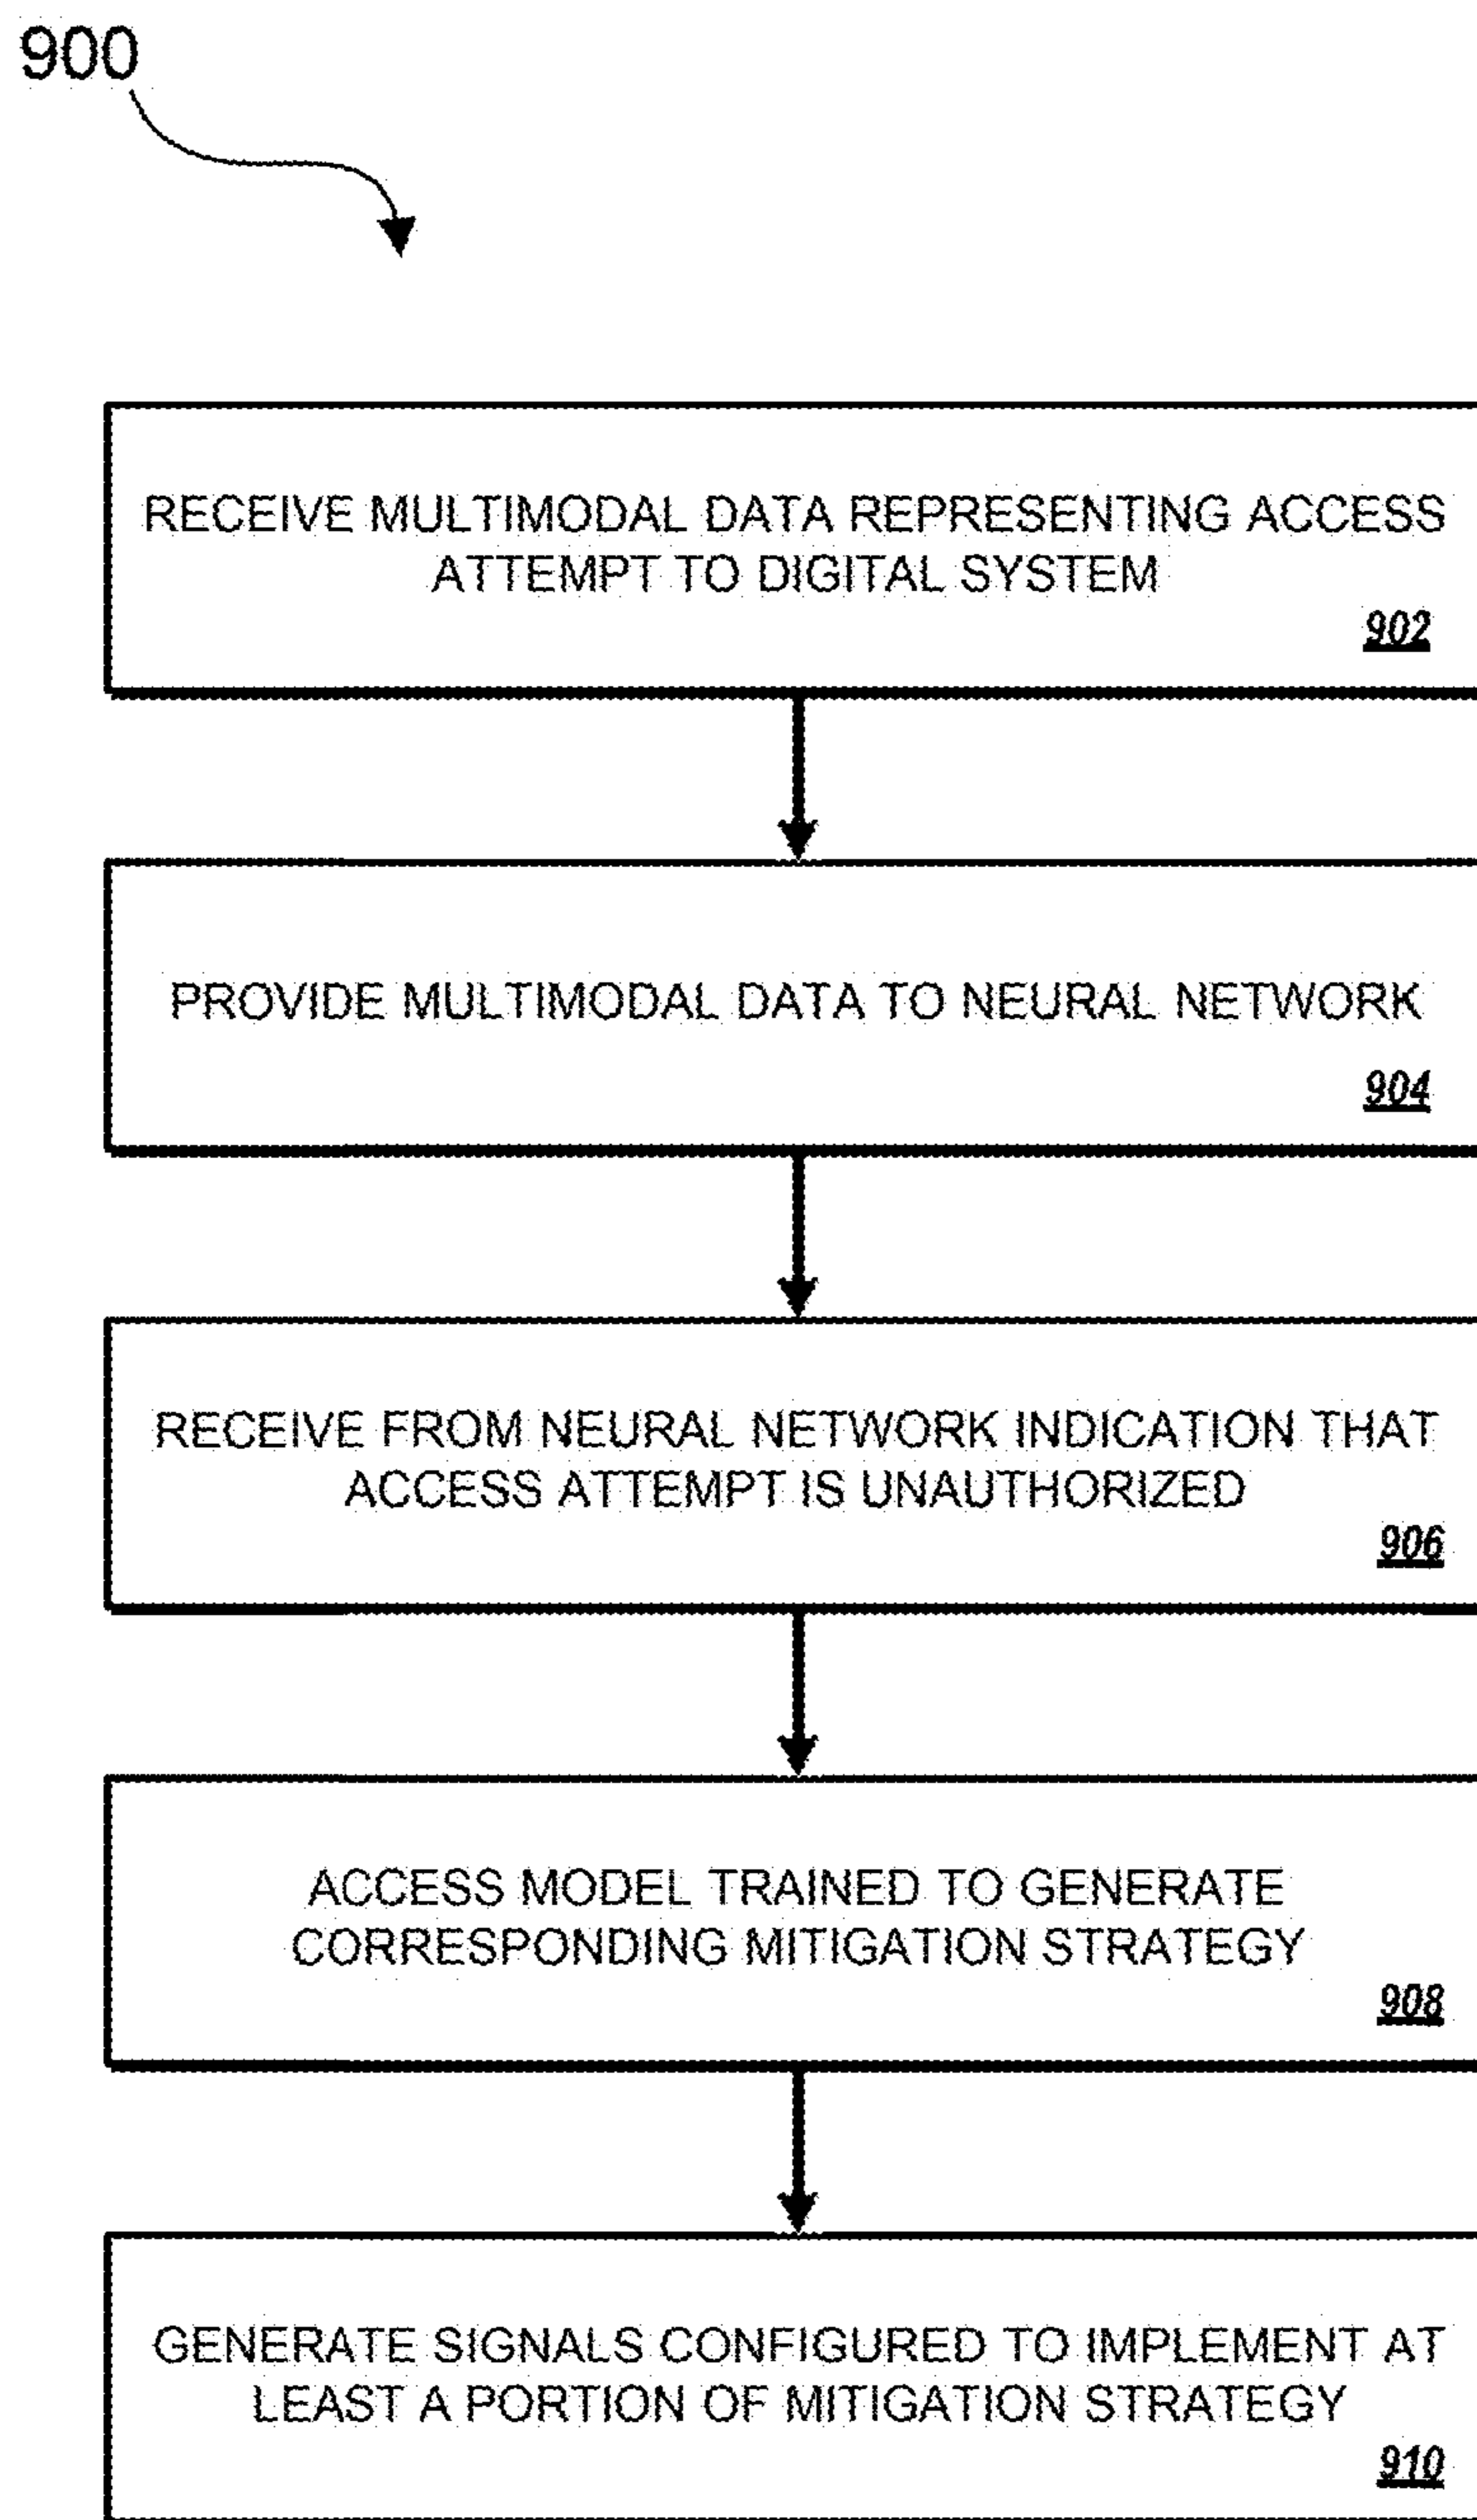 900
RECEIVE MULTIMODAL DATA REPRESENTING ACCESS
ATTEMPT TO DIGITAL SYSTEM
902
PROVIDE MULTIMODAL DATA TO NEURAL NETWORK
904
RECEIVE FROM NEURAL NETWORK INDICATION THAT
ACCESS ATTEMPT IS UNAUTHORIZED
906
ACCESS MODEL TRAINED TO GENERATE
CORRESPONDING MITIGATION STRATEGY
908
GENERATE SIGNALS CONFIGURED TO IMPLEMENT AT
LEAST A PORTION OF MITIGATION STRATEGY
910